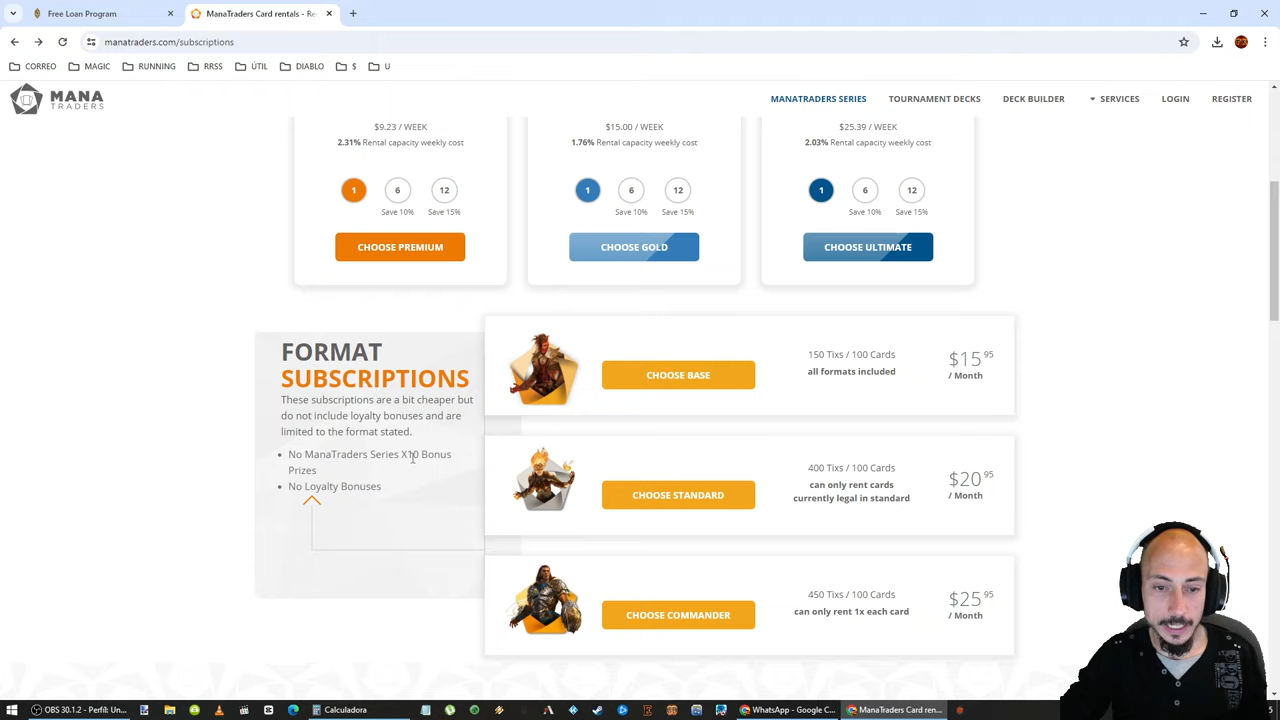 Free Loan Program
ManaTraders Card rentals - Re
manatraders.com/subscriptions
CORREO
MAGIC
RUNNING
RRSS
ÚTIL
DIABLO
$
U
MANA
TRADERS
MANATRADERS SERIES
TOURNAMENT DECKS
DECK BUILDER
SERVICES
LOGIN
REGISTER
$9.23 / WEEK
2.31% Rental capacity weekly cost
1 6 12
Save 10% Save 15%
CHOOSE PREMIUM
$15.00 / WEEK
1.76% Rental capacity weekly cost
1 6 12
Save 10% Save 15%
CHOOSE GOLD
$25.39 / WEEK
2.03% Rental capacity weekly cost
1 6 12
Save 10% Save 15%
CHOOSE ULTIMATE
FORMAT
SUBSCRIPTIONS
These subscriptions are a bit cheaper but
do not include loyalty bonuses and are
limited to the format stated.
No ManaTraders Series X10 Bonus
Prizes
No Loyalty Bonuses
CHOOSE BASE
150 Tixs / 100 Cards
all formats included
$15 95
/ Month
CHOOSE STANDARD
400 Tixs / 100 Cards
can only rent cards
currently legal in standard
$20 95
/ Month
CHOOSE COMMANDER
450 Tixs / 100 Cards
can only rent 1x each card
$25 95
/ Month
OBS 30.1.2 - Perfil: Un...
Calculadora
WhatsApp - Google C...
ManaTraders Card ren...